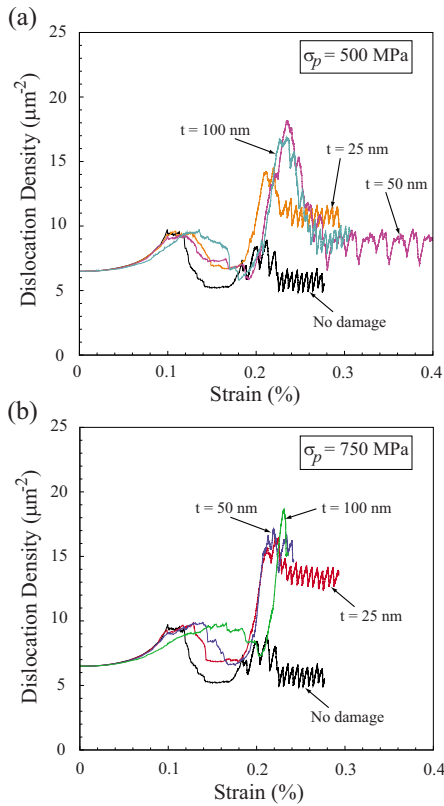 (a)
25
20
15
10
5
0
0
0.1
0.2
0.3
0.4
Dislocation Density (μm⁻²)
Strain (%)
σp = 500 MPa
t = 100 nm
t = 25 nm
t = 50 nm
No damage
(b)
25
20
15
10
5
0
0
0.1
0.2
0.3
0.4
Dislocation Density (μm⁻²)
Strain (%)
σp = 750 MPa
t = 50 nm
t = 100 nm
t = 25 nm
No damage